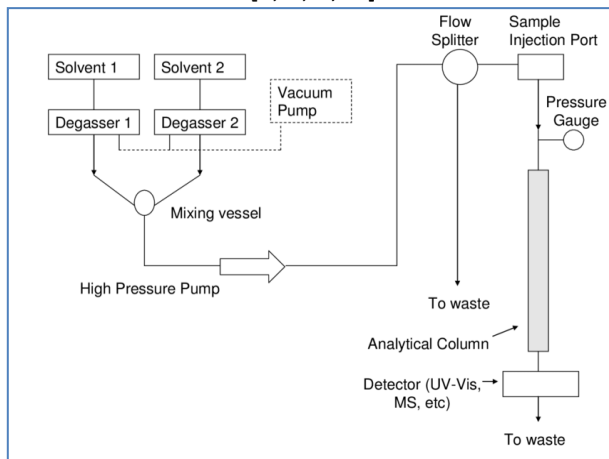 Flow
Splitter
Sample
Injection Port
Solvent 1
Solvent 2
Vacuum
Pump
Degasser 1
Degasser 2
Pressure
Gauge
Mixing vessel
High Pressure Pump
To waste
Analytical Column
Detector (UV-Vis,
MS, etc)
To waste